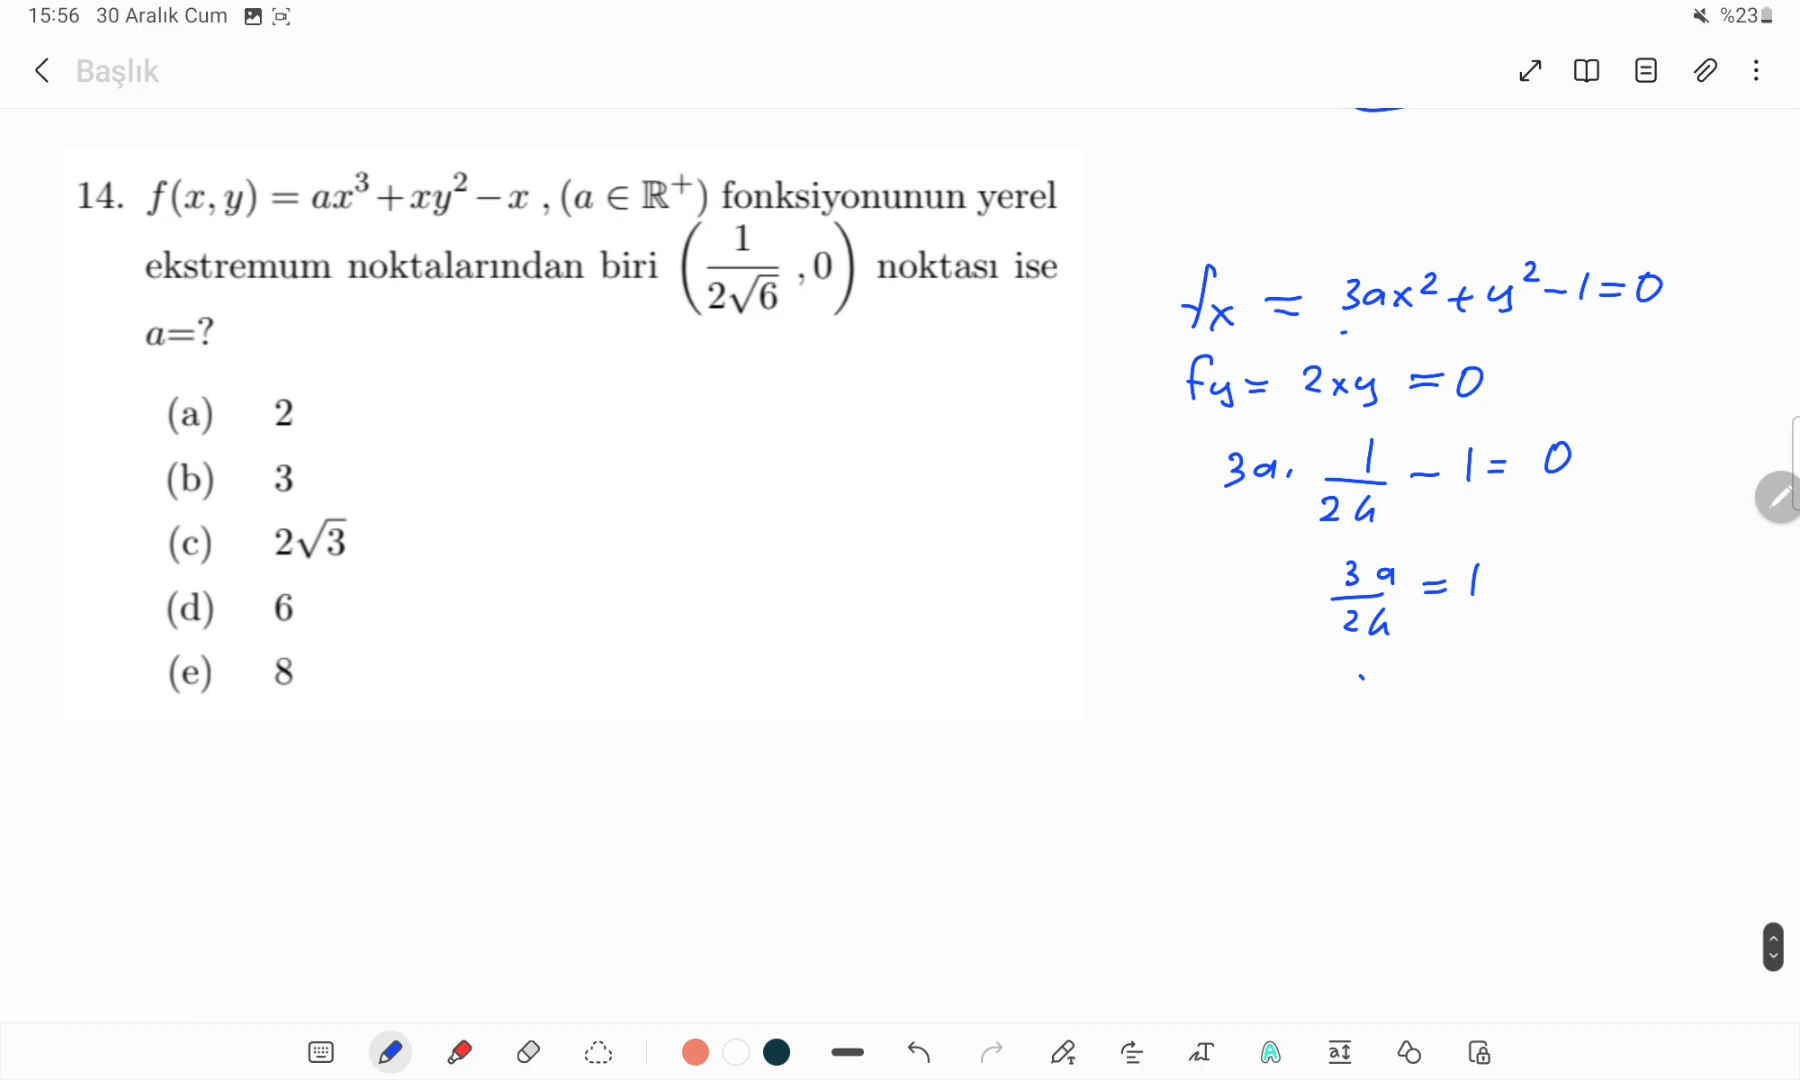 15:56 30 Aralık Cum %23
Başlık
14. f(x, y) = ax³ + xy² − x , (a ∈ ℝ⁺) fonksiyonunun yerel
ekstremum noktalarından biri (1/(2√6) , 0) noktası ise
a=?
(a) 2
(b) 3
(c) 2√3
(d) 6
(e) 8
fx = 3ax² + y² − 1 = 0
fy = 2xy = 0
3a. 1/24 − 1 = 0
3a/24 = 1